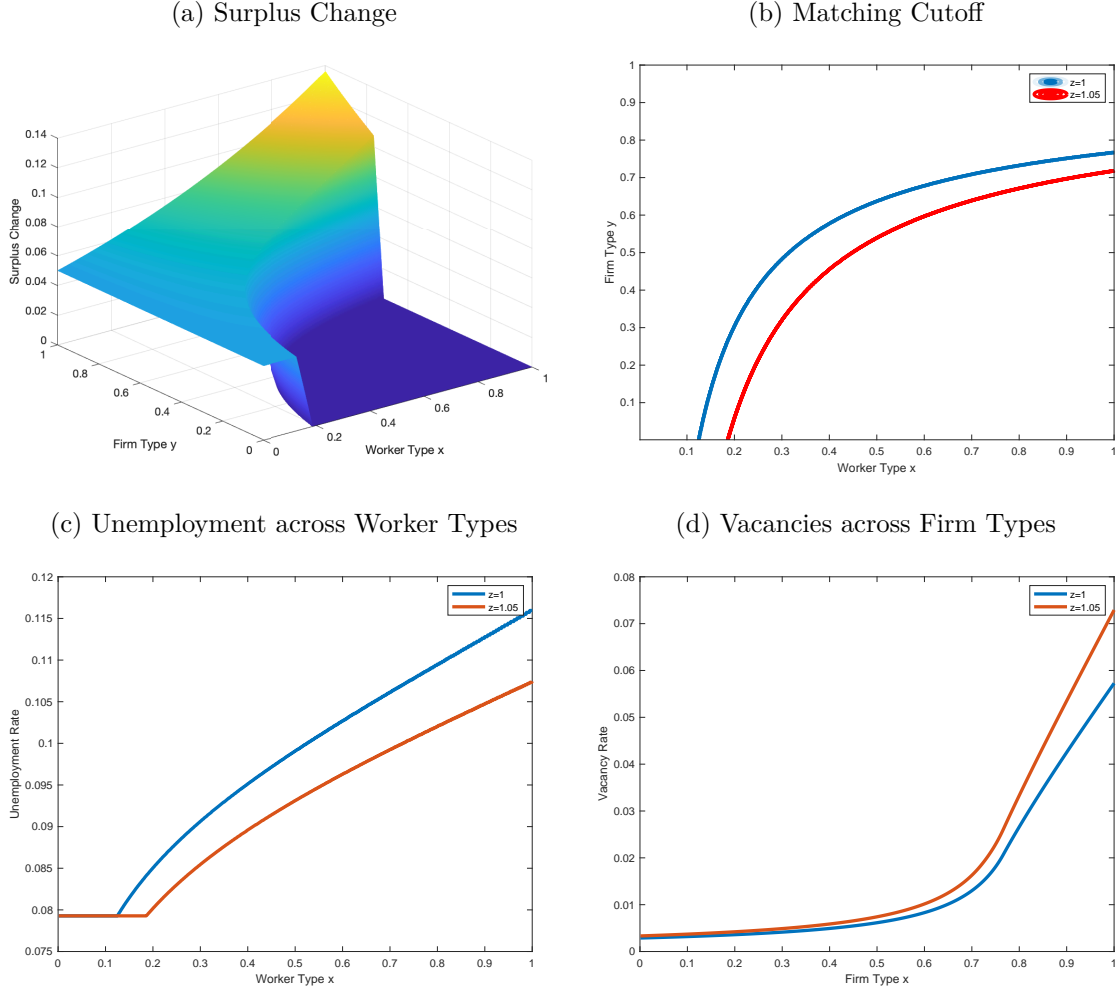 (a) Surplus Change
(b) Matching Cutoff
0.14
0.12
0.1
0.08
0.06
0.04
0.02
0
Surplus Change
1
0.8
0.6
0.4
0.2
0
Firm Type y
0
0.2
0.4
0.6
0.8
1
Worker Type x
1
0.9
0.8
0.7
0.6
0.5
0.4
0.3
0.2
0.1
Firm Type y
z=1
z=1.05
0.1 0.2 0.3 0.4 0.5 0.6 0.7 0.8 0.9 1
Worker Type x
(c) Unemployment across Worker Types
(d) Vacancies across Firm Types
0.12
0.115
0.11
0.105
0.1
0.095
0.09
0.085
0.08
0.075
Unemployment Rate
z=1
z=1.05
0 0.1 0.2 0.3 0.4 0.5 0.6 0.7 0.8 0.9 1
Worker Type x
0.08
0.07
0.06
0.05
0.04
0.03
0.02
0.01
0
Vacancy Rate
z=1
z=1.05
0 0.1 0.2 0.3 0.4 0.5 0.6 0.7 0.8 0.9 1
Firm Type x